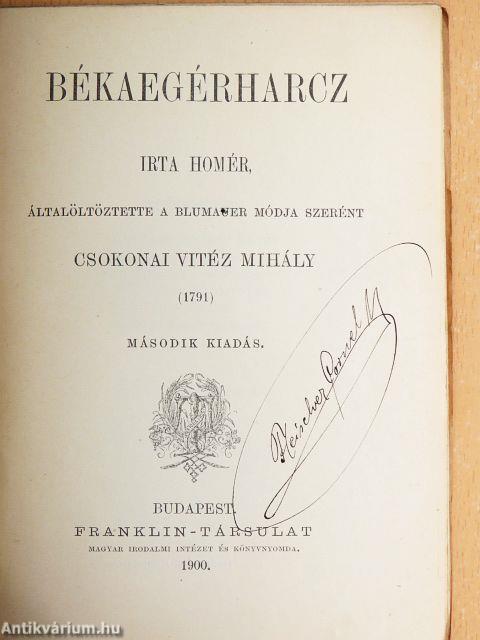 BÉKAEGÉRHARCZ
IRTA HOMÉR,
ÁLTALÖLTÖZTETTE A BLUMAUER MÓDJA SZERÉNT
CSOKONAI VITÉZ MIHÁLY
(1791)
MÁSODIK KIADÁS.
Cornel
BUDAPEST.
FRANKLIN-TÁRSULAT
MAGYAR IRODALMI INTÉZET ÉS KÖNYVNYOMDA.
1900.
Antikvárium.hu